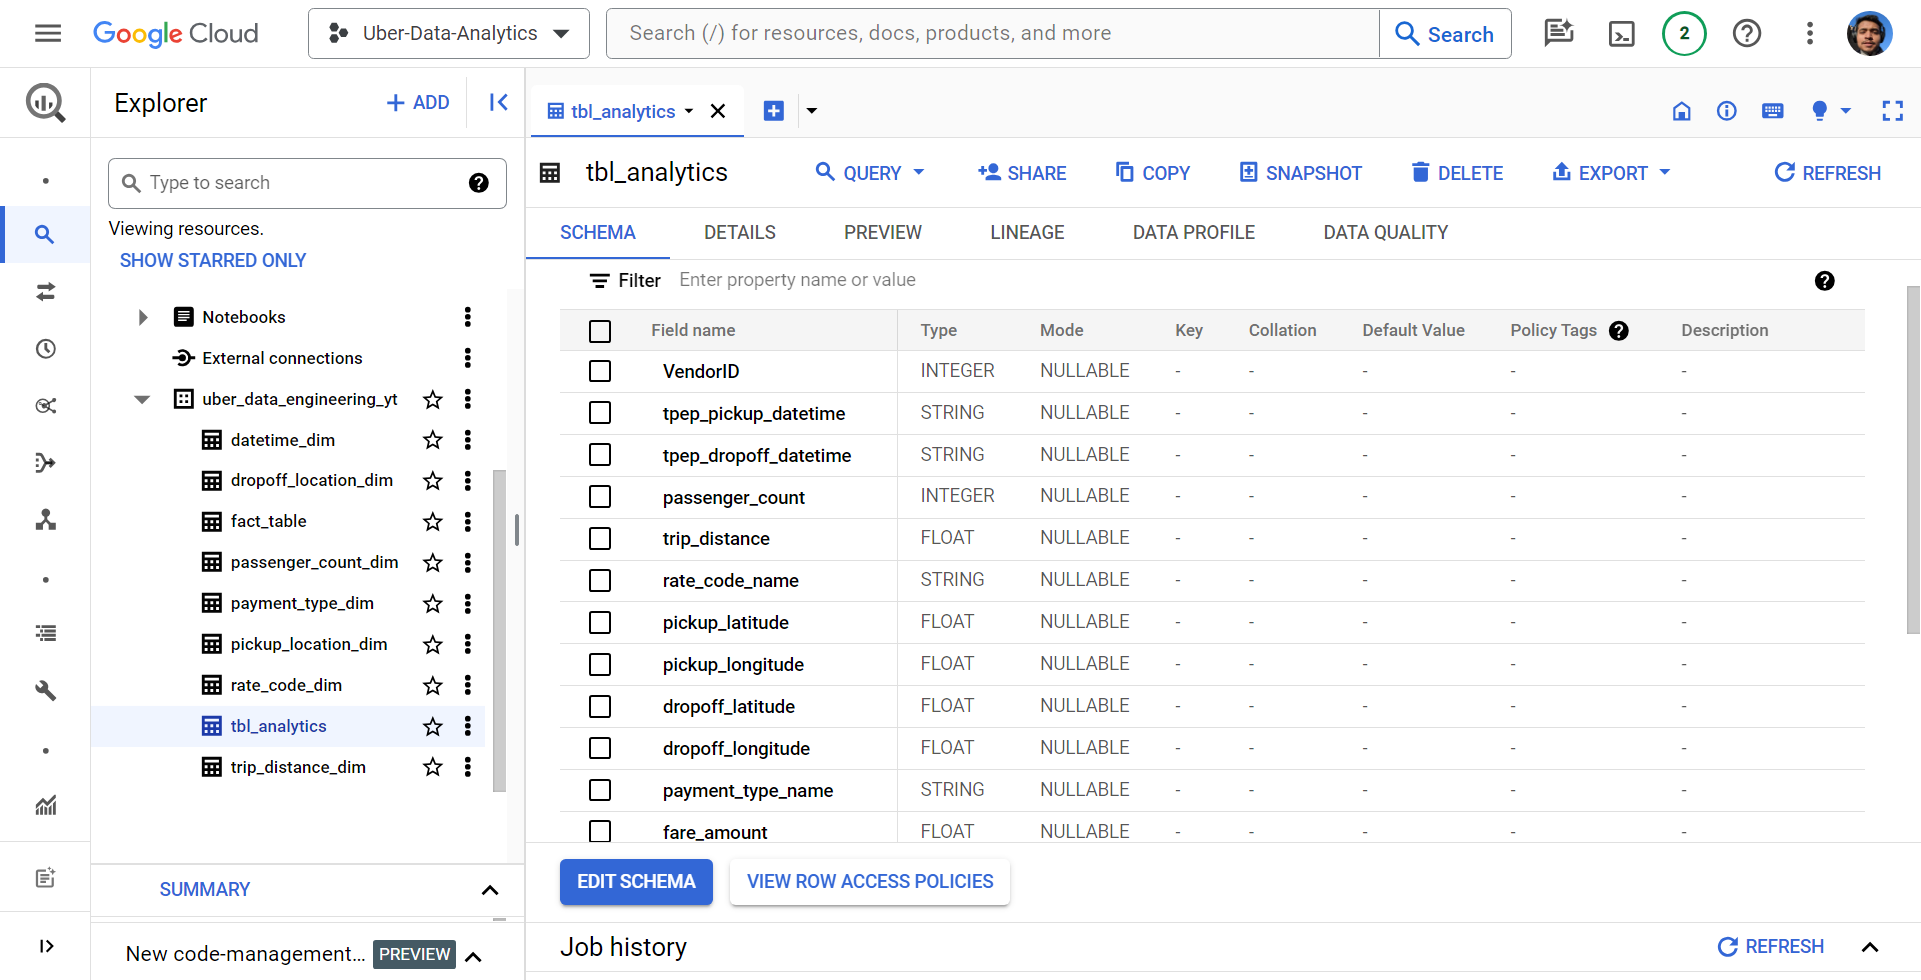 Google Cloud
Uber-Data-Analytics
Search (/) for resources, docs, products, and more
Search
2
Explorer
ADD
tbl_analytics
Type to search
Viewing resources.
SHOW STARRED ONLY
Notebooks
External connections
uber_data_engineering_yt
datetime_dim
dropoff_location_dim
fact_table
passenger_count_dim
payment_type_dim
pickup_location_dim
rate_code_dim
tbl_analytics
trip_distance_dim
SUMMARY
New code-management... PREVIEW
tbl_analytics
QUERY SHARE COPY SNAPSHOT DELETE EXPORT REFRESH
SCHEMA DETAILS PREVIEW LINEAGE DATA PROFILE DATA QUALITY
Filter Enter property name or value
Field name Type Mode Key Collation Default Value Policy Tags Description
VendorID INTEGER NULLABLE - - - - -
tpep_pickup_datetime STRING NULLABLE - - - - -
tpep_dropoff_datetime STRING NULLABLE - - - - -
passenger_count INTEGER NULLABLE - - - - -
trip_distance FLOAT NULLABLE - - - - -
rate_code_name STRING NULLABLE - - - - -
pickup_latitude FLOAT NULLABLE - - - - -
pickup_longitude FLOAT NULLABLE - - - - -
dropoff_latitude FLOAT NULLABLE - - - - -
dropoff_longitude FLOAT NULLABLE - - - - -
payment_type_name STRING NULLABLE - - - - -
fare_amount FLOAT NULLABLE - - - - -
EDIT SCHEMA VIEW ROW ACCESS POLICIES
Job history REFRESH